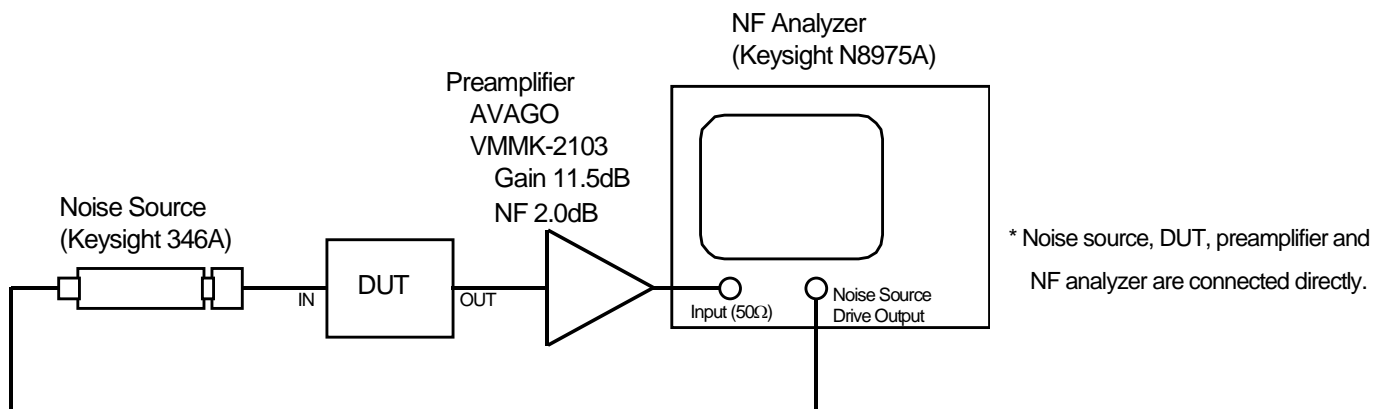 NF Analyzer
(Keysight N8975A)
Preamplifier
AVAGO
VMMK-2103
Gain 11.5dB
NF 2.0dB
Noise Source
(Keysight 346A)
IN
DUT
OUT
Input (50Ω)
Noise Source
Drive Output
* Noise source, DUT, preamplifier and
NF analyzer are connected directly.